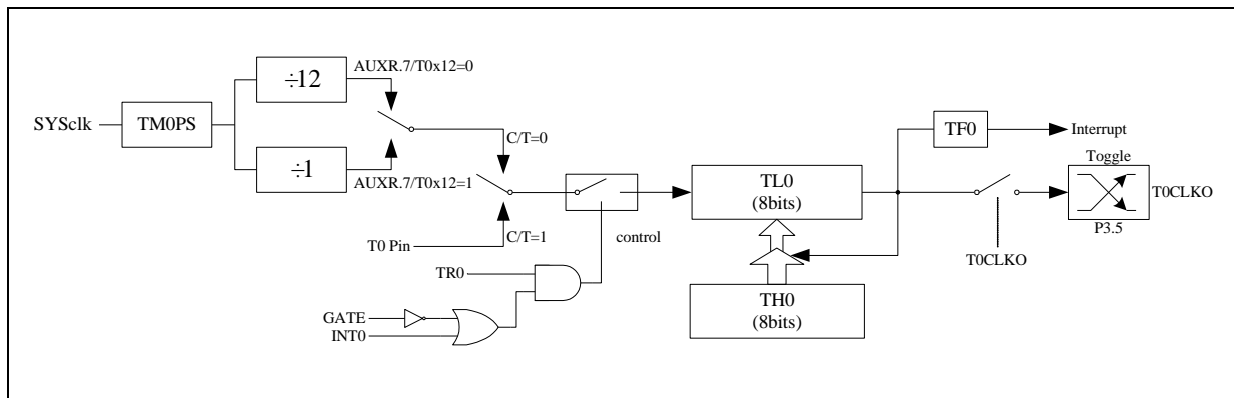 ÷12
AUXR.7/T0x12=0
SYSclk
TM0PS
C/T=0
÷1
AUXR.7/T0x12=1
T0 Pin
C/T=1
control
TR0
GATE
INT0
TL0
(8bits)
TH0
(8bits)
TF0
Interrupt
Toggle
T0CLKO
P3.5
T0CLKO